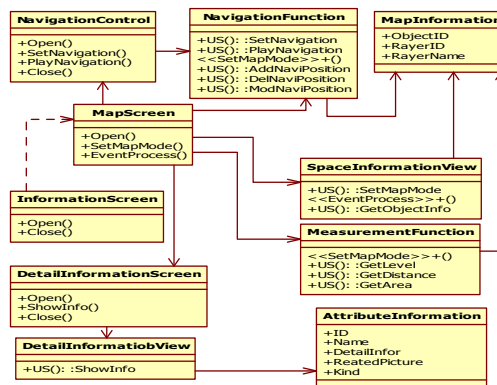 NavigationControl
+Open()
+SetNavigation()
+PlayNavigation()
+Close()
NavigationFunction
+US(): :SetNavigation
+US(): :PlayNavigation
<<SetMapMode>>+()
+US(): :AddNaviPosition
+US(): :DelNaviPosition
+US(): :ModNaviPosition
MapInformation
+ObjectID
+RayerID
+RayerName
MapScreen
+Open()
+SetMapMode()
+EventProcess()
SpaceInformationView
+US(): :SetMapMode
<<EventProcess>>+()
+US(): :GetObjectInfo
InformationScreen
+Open()
+Close()
MeasurementFunction
<<SetMapMode>>+()
+US(): :GetLevel
+US(): :GetDistance
+US(): :GetArea
DetailInformationScreen
+Open()
+ShowInfo()
+Close()
DetailInformatiobView
+US(): :ShowInfo
AttributeInformation
+ID
+Name
+DetailInfor
+ReatedPicture
+Kind